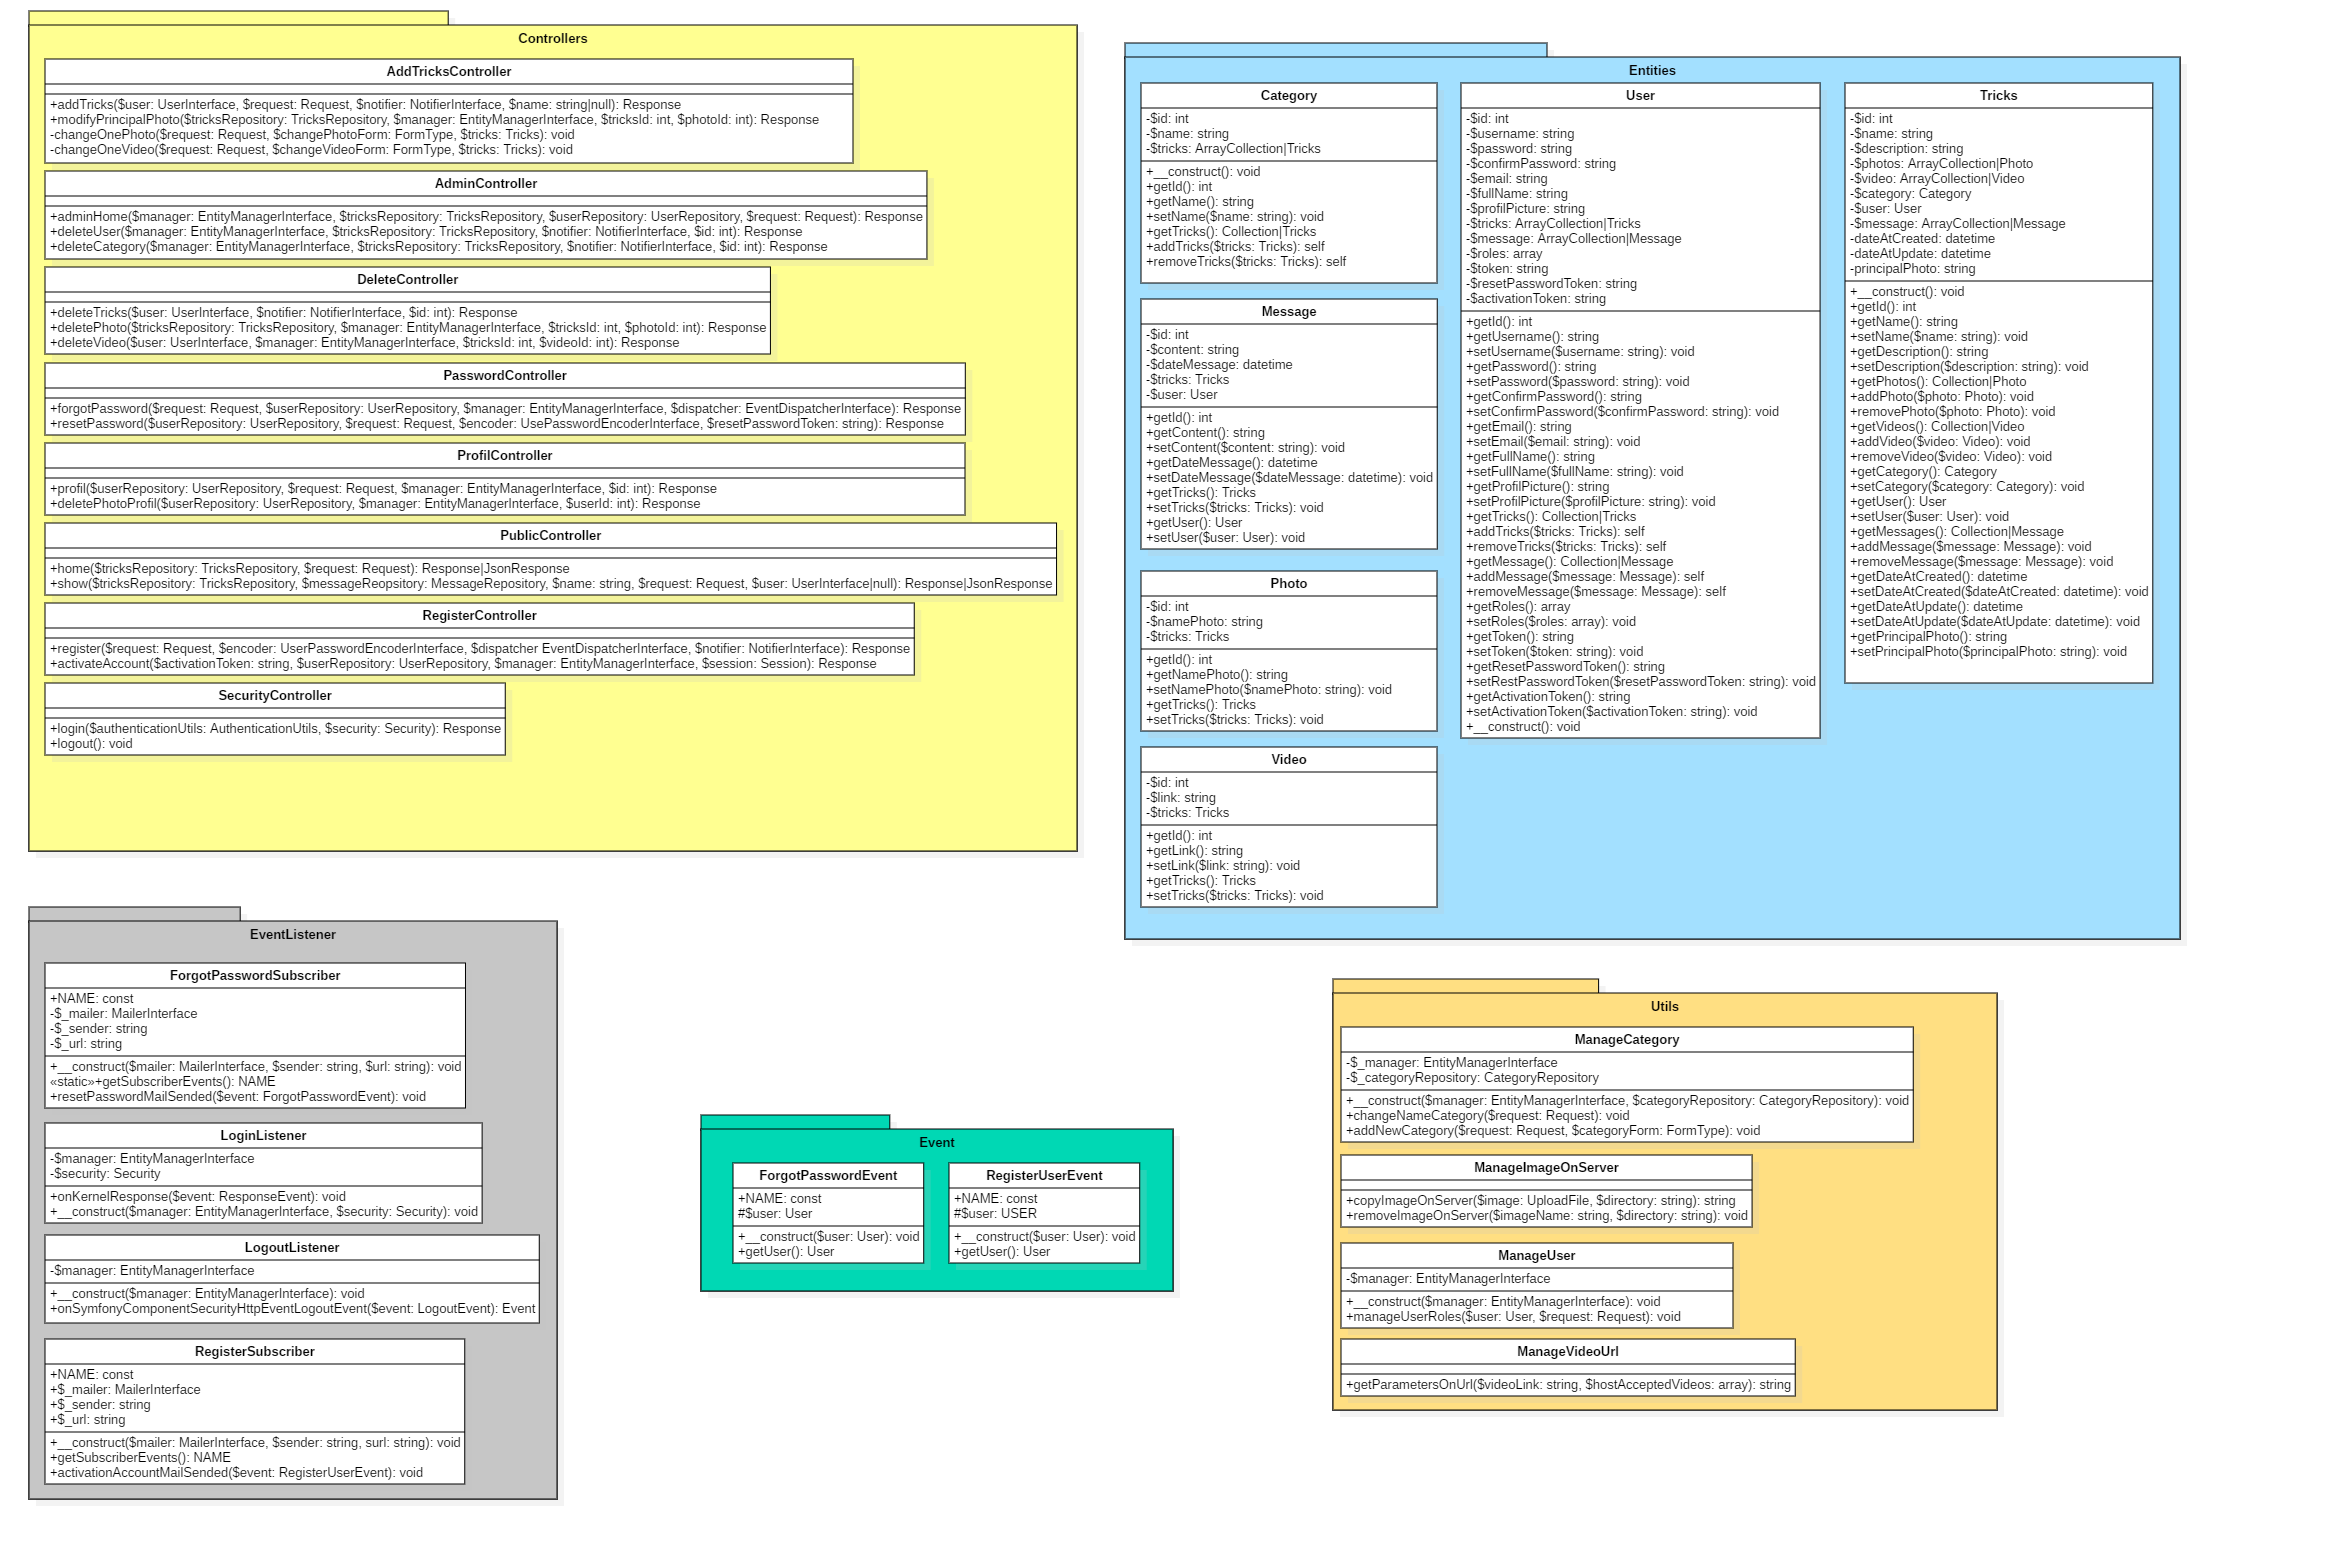 Controllers
AddTricksController
+addTricks($user: UserInterface, $request: Request, $notifier: NotifierInterface, $name: string|null): Response
+modifyPrincipalPhoto($tricksRepository: TricksRepository, $manager: EntityManagerInterface, $tricksId: int, $photoId: int): Response
-changeOnePhoto($request: Request, $changePhotoForm: FormType, $tricks: Tricks): void
-changeOneVideo($request: Request, $changeVideoForm: FormType, $tricks: Tricks): void
AdminController
+adminHome($manager: EntityManagerInterface, $tricksRepository: TricksRepository, $userRepository: UserRepository, $request: Request): Response
+deleteUser($manager: EntityManagerInterface, $tricksRepository: TricksRepository, $notifier: NotifierInterface, $id: int): Response
+deleteCategory($manager: EntityManagerInterface, $tricksRepository: TricksRepository, $notifier: NotifierInterface, $id: int): Response
DeleteController
+deleteTricks($user: UserInterface, $notifier: NotifierInterface, $id: int): Response
+deletePhoto($tricksRepository: TricksRepository, $manager: EntityManagerInterface, $tricksId: int, $photoId: int): Response
+deleteVideo($user: UserInterface, $manager: EntityManagerInterface, $tricksId: int, $videoId: int): Response
PasswordController
+forgotPassword($request: Request, $userRepository: UserRepository, $manager: EntityManagerInterface, $dispatcher: EventDispatcherInterface): Response
+resetPassword($userRepository: UserRepository, $request: Request, $encoder: UsePasswordEncoderInterface, $resetPasswordToken: string): Response
ProfilController
+profil($userRepository: UserRepository, $request: Request, $manager: EntityManagerInterface, $id: int): Response
+deletePhotoProfil($userRepository: UserRepository, $manager: EntityManagerInterface, $userId: int): Response
PublicController
+home($tricksRepository: TricksRepository, $request: Request): Response|JsonResponse
+show($tricksRepository: TricksRepository, $messageReopsitory: MessageRepository, $name: string, $request: Request, $user: UserInterface|null): Response|JsonResponse
RegisterController
+register($request: Request, $encoder: UserPasswordEncoderInterface, $dispatcher EventDispatcherInterface, $notifier: NotifierInterface): Response
+activateAccount($activationToken: string, $userRepository: UserRepository, $manager: EntityManagerInterface, $session: Session): Response
SecurityController
+login($authenticationUtils: AuthenticationUtils, $security: Security): Response
+logout(): void
Entities
Category
-$id: int
-$name: string
-$tricks: ArrayCollection|Tricks
+__construct(): void
+getId(): int
+getName(): string
+setName($name: string): void
+getTricks(): Collection|Tricks
+addTricks($tricks: Tricks): self
+removeTricks($tricks: Tricks): self
Message
-$id: int
-$content: string
-$dateMessage: datetime
-$tricks: Tricks
-$user: User
+getId(): int
+getContent(): string
+setContent($content: string): void
+getDateMessage(): datetime
+setDateMessage($dateMessage: datetime): void
+getTricks(): Tricks
+setTricks($tricks: Tricks): void
+getUser(): User
+setUser($user: User): void
Photo
-$id: int
-$namePhoto: string
-$tricks: Tricks
+getId(): int
+getNamePhoto(): string
+setNamePhoto($namePhoto: string): void
+getTricks(): Tricks
+setTricks($tricks: Tricks): void
Video
-$id: int
-$link: string
-$tricks: Tricks
+getId(): int
+getLink(): string
+setLink($link: string): void
+getTricks(): Tricks
+setTricks($tricks: Tricks): void
User
-$id: int
-$username: string
-$password: string
-$confirmPassword: string
-$email: string
-$fullName: string
-$profilPicture: string
-$tricks: ArrayCollection|Tricks
-$message: ArrayCollection|Message
-$roles: array
-$token: string
-$resetPasswordToken: string
-$activationToken: string
+getId(): int
+getUsername(): string
+setUsername($username: string): void
+getPassword(): string
+setPassword($password: string): void
+getConfirmPassword(): string
+setConfirmPassword($confirmPassword: string): void
+getEmail(): string
+setEmail($email: string): void
+getFullName(): string
+setFullName($fullName: string): void
+getProfilPicture(): string
+setProfilPicture($profilPicture: string): void
+getTricks(): Collection|Tricks
+addTricks($tricks: Tricks): self
+removeTricks($tricks: Tricks): self
+getMessage(): Collection|Message
+addMessage($message: Message): self
+removeMessage($message: Message): self
+getRoles(): array
+setRoles($roles: array): void
+getToken(): string
+setToken($token: string): void
+getResetPasswordToken(): string
+setRestPasswordToken($resetPasswordToken: string): void
+getActivationToken(): string
+setActivationToken($activationToken: string): void
+__construct(): void
Tricks
-$id: int
-$name: string
-$description: string
-$photos: ArrayCollection|Photo
-$video: ArrayCollection|Video
-$category: Category
-$user: User
-$message: ArrayCollection|Message
-dateAtCreated: datetime
-dateAtUpdate: datetime
-principalPhoto: string
+__construct(): void
+getId(): int
+getName(): string
+setName($name: string): void
+getDescription(): string
+setDescription($description: string): void
+getPhotos(): Collection|Photo
+addPhoto($photo: Photo): void
+removePhoto($photo: Photo): void
+getVideos(): Collection|Video
+addVideo($video: Video): void
+removeVideo($video: Video): void
+getCategory(): Category
+setCategory($category: Category): void
+getUser(): User
+setUser($user: User): void
+getMessages(): Collection|Message
+addMessage($message: Message): void
+removeMessage($message: Message): void
+getDateAtCreated(): datetime
+setDateAtCreated($dateAtCreated: datetime): void
+getDateAtUpdate(): datetime
+setDateAtUpdate($dateAtUpdate: datetime): void
+getPrincipalPhoto(): string
+setPrincipalPhoto($principalPhoto: string): void
EventListener
ForgotPasswordSubscriber
+NAME: const
-$_mailer: MailerInterface
-$_sender: string
-$_url: string
+__construct($mailer: MailerInterface, $sender: string, $url: string): void
«static»+getSubscriberEvents(): NAME
+resetPasswordMailSended($event: ForgotPasswordEvent): void
LoginListener
-$manager: EntityManagerInterface
-$security: Security
+onKernelResponse($event: ResponseEvent): void
+__construct($manager: EntityManagerInterface, $security: Security): void
LogoutListener
-$manager: EntityManagerInterface
+__construct($manager: EntityManagerInterface): void
+onSymfonyComponentSecurityHttpEventLogoutEvent($event: LogoutEvent): Event
RegisterSubscriber
+NAME: const
+$_mailer: MailerInterface
+$_sender: string
+$_url: string
+__construct($mailer: MailerInterface, $sender: string, surl: string): void
+getSubscriberEvents(): NAME
+activationAccountMailSended($event: RegisterUserEvent): void
Event
ForgotPasswordEvent
+NAME: const
#$user: User
+__construct($user: User): void
+getUser(): User
RegisterUserEvent
+NAME: const
#$user: USER
+__construct($user: User): void
+getUser(): User
Utils
ManageCategory
-$_manager: EntityManagerInterface
-$_categoryRepository: CategoryRepository
+__construct($manager: EntityManagerInterface, $categoryRepository: CategoryRepository): void
+changeNameCategory($request: Request): void
+addNewCategory($request: Request, $categoryForm: FormType): void
ManageImageOnServer
+copyImageOnServer($image: UploadFile, $directory: string): string
+removeImageOnServer($imageName: string, $directory: string): void
ManageUser
-$manager: EntityManagerInterface
+__construct($manager: EntityManagerInterface): void
+manageUserRoles($user: User, $request: Request): void
ManageVideoUrl
+getParametersOnUrl($videoLink: string, $hostAcceptedVideos: array): string